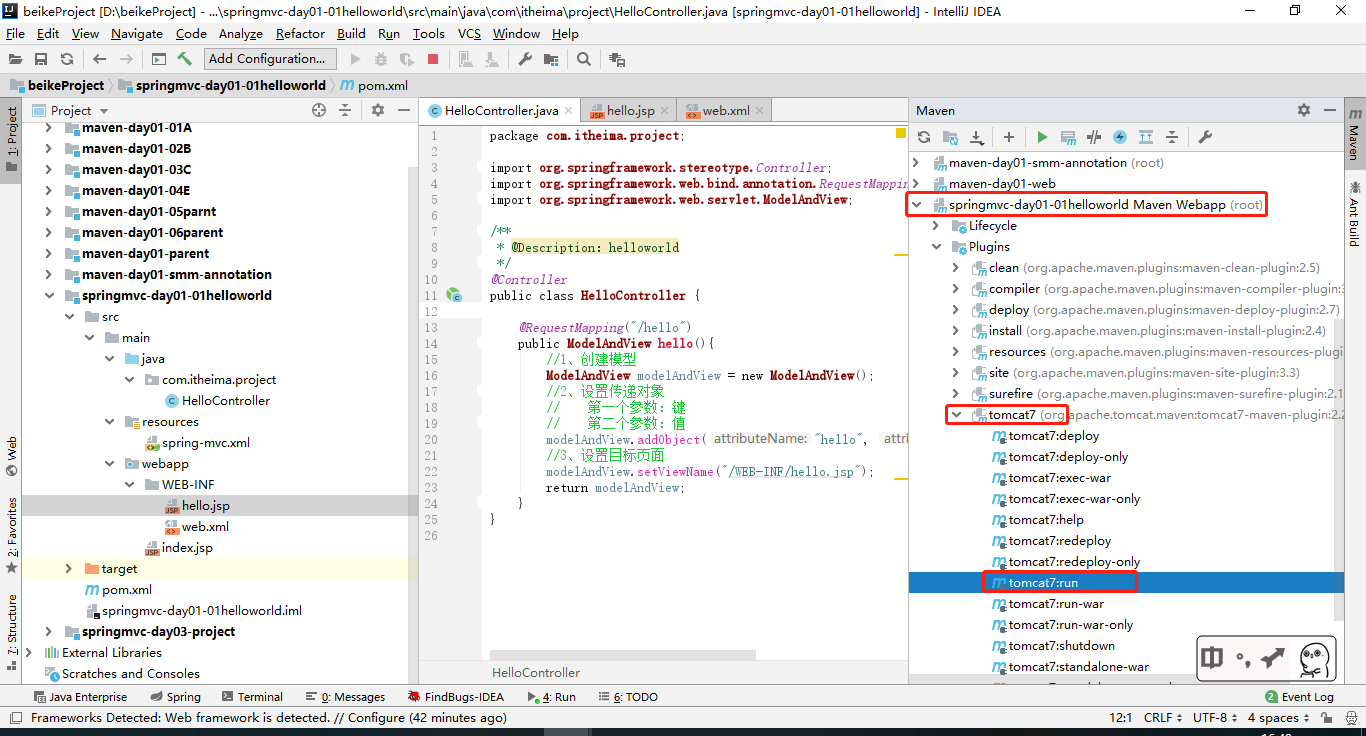 beikeProject [D:\beikeProject] - ...\springmvc-day01-01helloworld\src\main\java\com\itheima\project\HelloController.java [springmvc-day01-01helloworld] - IntelliJ IDEA
File Edit View Navigate Code Analyze Refactor Build Run Tools VCS Window Help
Add Configuration...
beikeProject springmvc-day01-01helloworld pom.xml
1: Project
Web
2: Favorites
Z: Structure
Project
maven-day01-01A
maven-day01-02B
maven-day01-03C
maven-day01-04E
maven-day01-05parnt
maven-day01-06parent
maven-day01-parent
maven-day01-smm-annotation
springmvc-day01-01helloworld
src
main
java
com.itheima.project
HelloController
resources
spring-mvc.xml
webapp
WEB-INF
hello.jsp
web.xml
index.jsp
target
pom.xml
springmvc-day01-01helloworld.iml
springmvc-day03-project
External Libraries
Scratches and Consoles
HelloController.java hello.jsp web.xml
1 package com.itheima.project;
2
3 import org.springframework.stereotype.Controller;
4 import org.springframework.web.bind.annotation.RequestMapping
5 import org.springframework.web.servlet.ModelAndView;
6
7 /**
8 * @Description: helloworld
9 */
10 @Controller
11 public class HelloController {
12
13 @RequestMapping("/hello")
14 public ModelAndView hello(){
15 //1、创建模型
16 ModelAndView modelAndView = new ModelAndView();
17 //2、设置传递对象
18 // 第一个参数：键
19 // 第二个参数：值
20 modelAndView.addObject( attributeName: "hello", attri
21 //3、设置目标页面
22 modelAndView.setViewName("/WEB-INF/hello.jsp");
23 return modelAndView;
24 }
25 }
26
HelloController
Maven
maven-day01-smm-annotation (root)
maven-day01-web
springmvc-day01-01helloworld Maven Webapp (root)
Lifecycle
Plugins
clean (org.apache.maven.plugins:maven-clean-plugin:2.5)
compiler (org.apache.maven.plugins:maven-compiler-plugin:3
deploy (org.apache.maven.plugins:maven-deploy-plugin:2.7)
install (org.apache.maven.plugins:maven-install-plugin:2.4)
resources (org.apache.maven.plugins:maven-resources-plugi
site (org.apache.maven.plugins:maven-site-plugin:3.3)
surefire (org.apache.maven.plugins:maven-surefire-plugin:2.1
tomcat7 (org.apache.tomcat.maven:tomcat7-maven-plugin:2.2
tomcat7:deploy
tomcat7:deploy-only
tomcat7:exec-war
tomcat7:exec-war-only
tomcat7:help
tomcat7:redeploy
tomcat7:redeploy-only
tomcat7:run
tomcat7:run-war
tomcat7:run-war-only
tomcat7:shutdown
tomcat7:standalone-war
中 °,
Maven
Ant Build
Java Enterprise Spring Terminal 0: Messages FindBugs-IDEA 4: Run 6: TODO 2 Event Log
Frameworks Detected: Web framework is detected. // Configure (42 minutes ago) 12:1 CRLF UTF-8 4 spaces